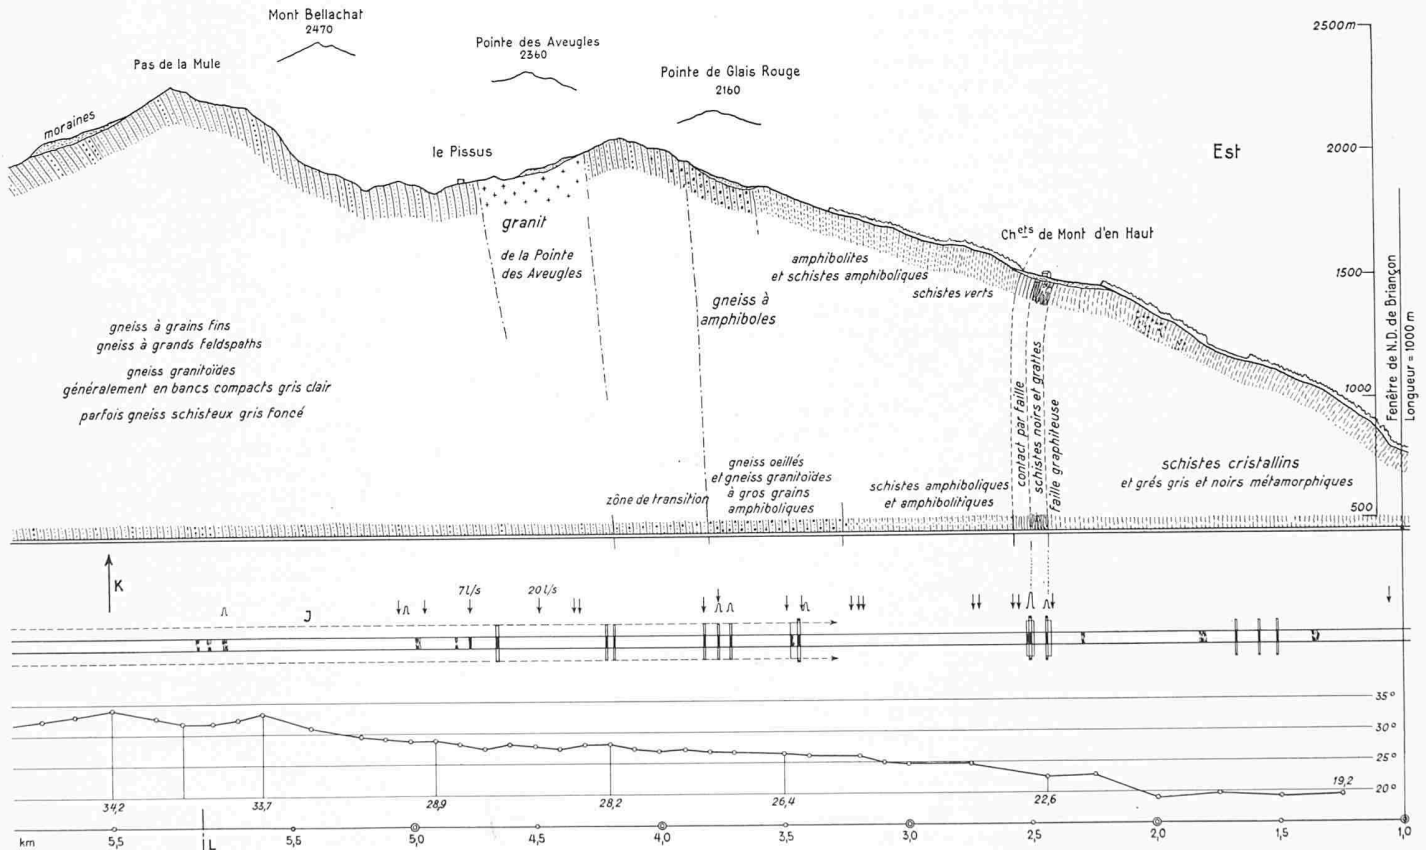 Mont Bellachat
2470
Pas de la Mule
Pointe des Aveugles
2360
Pointe de Glais Rouge
2160
2500 m
moraines
le Pissus
Est
2000
granit
de la Pointe
des Aveugles
Chets de Mont d'en Haut
amphibolites
et schistes amphiboliques
schistes verts
1500
gneiss à
amphiboles
gneiss à grains fins
gneiss à grands feldspaths
gneiss granitoïdes
généralement en bancs compacts gris clair
parfois gneiss schisteux gris foncé
contact par faille
schistes noirs et grattes
faille graphiteuse
1000
Fenêtre de N.D. de Briançon
Longueur = 1000 m
zône de transition
gneiss oeillés
et gneiss granitoïdes
à gros grains
amphiboliques
schistes amphiboliques
et amphibolitiques
schistes cristallins
et grés gris et noirs métamorphiques
500
K
J
7 l/s
20 l/s
35°
30°
25°
20°
34,2
33,7
28,9
28,2
26,4
22,6
19,2
km
5,5
L
5,5
5,0
4,5
4,0
3,5
3,0
2,5
2,0
1,5
1,0